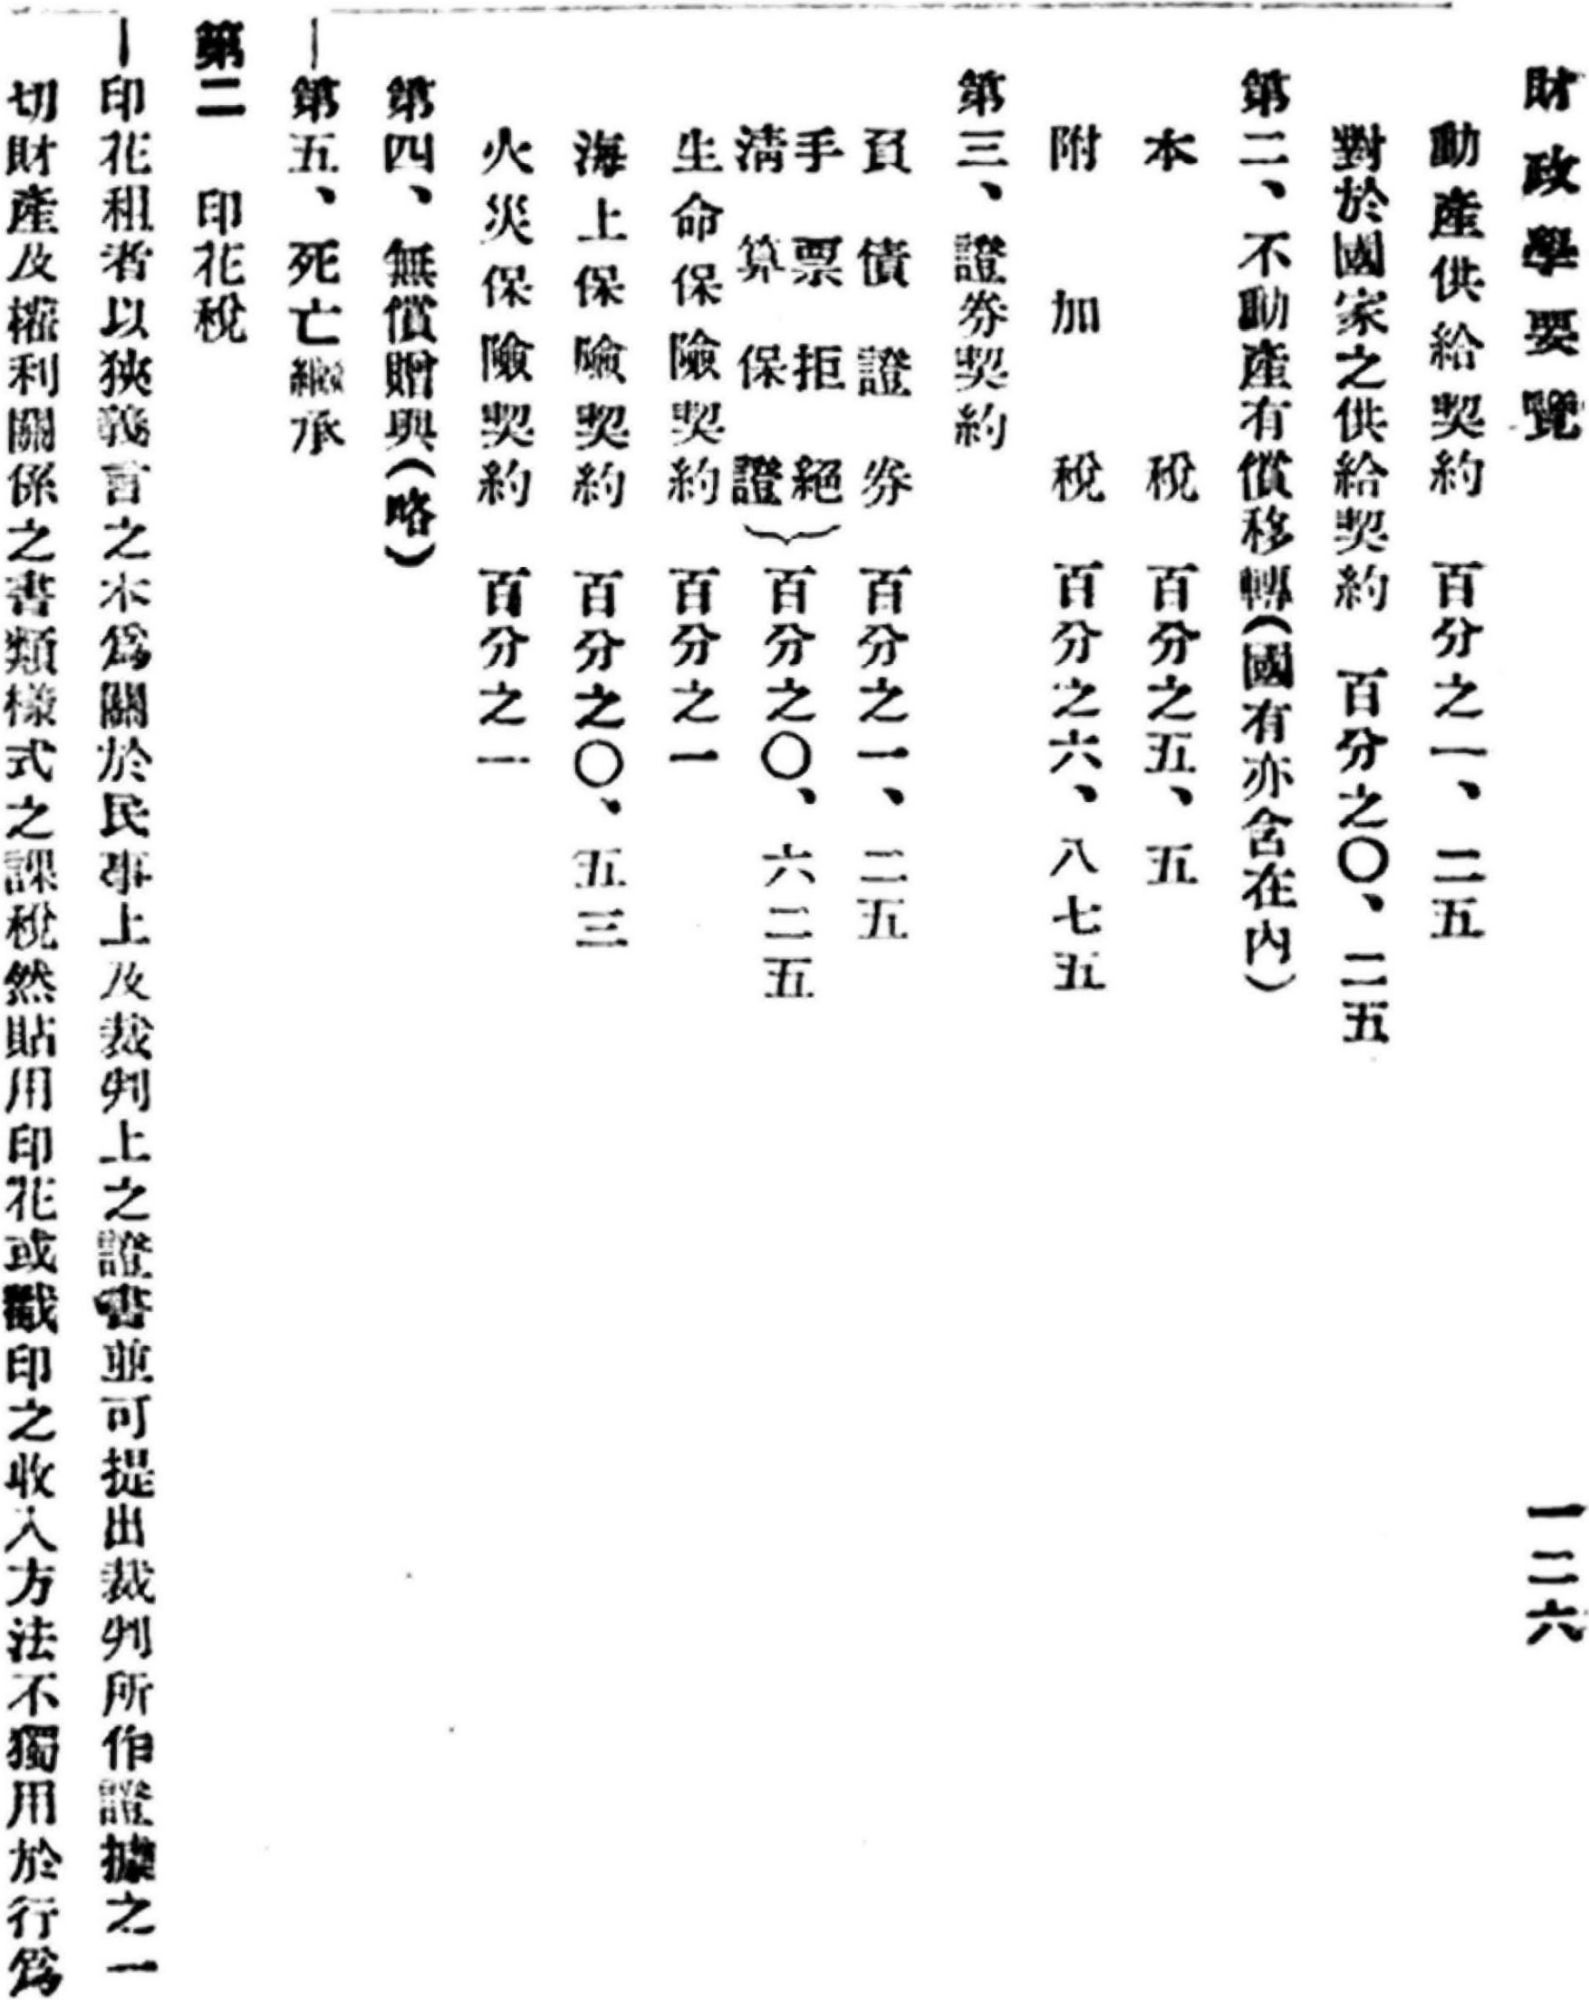 財政學要覽 一二六
動產供給契約 百分之一、二五
對於國家之供給契約 百分之〇、二五
第二、不動產有償移轉(國有亦含在內)
本稅 百分之五、五
附加稅 百分之六、八七五
第三、證券契約
負債證券 百分之一、二五
手票拒絕
清算保證
百分之〇、六二五
生命保險契約 百分之一
海上保險契約 百分之〇、五三
火災保險契約 百分之一
第四、無償贈與(略)
第五、死亡繼承
第二 印花稅
印花租者以狹義言之本爲關於民事上及裁判上之證書並可提出裁判所作證據之一
切財產及權利關係之書類樣式之課稅然貼用印花或戳印之收入方法不獨用於行爲